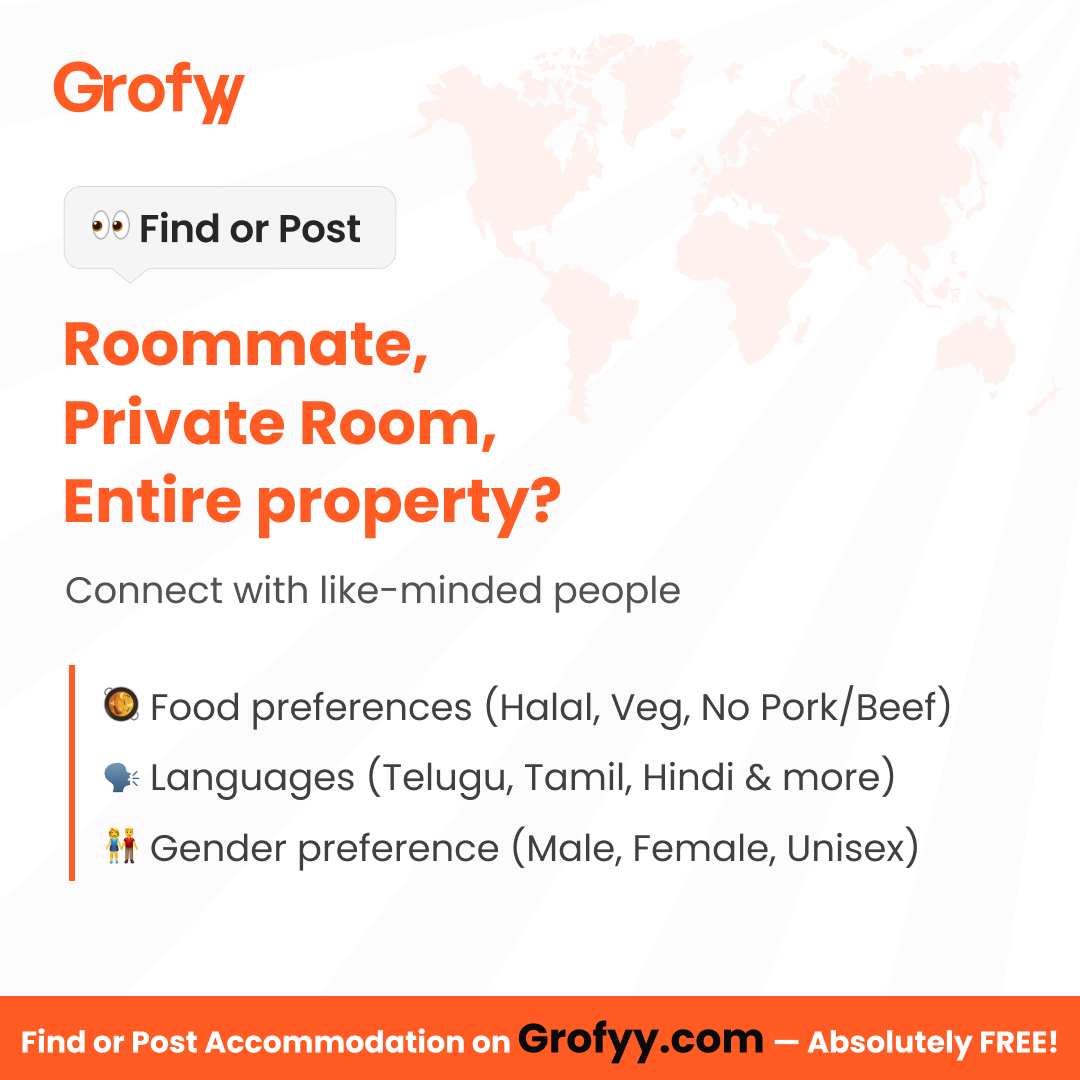 Grofyy
👀 Find or Post
Roommate,
Private Room,
Entire property?
Connect with like-minded people
🥘 Food preferences (Halal, Veg, No Pork/Beef)
🗣️ Languages (Telugu, Tamil, Hindi & more)
👫 Gender preference (Male, Female, Unisex)
Find or Post Accommodation on Grofyy.com — Absolutely FREE!